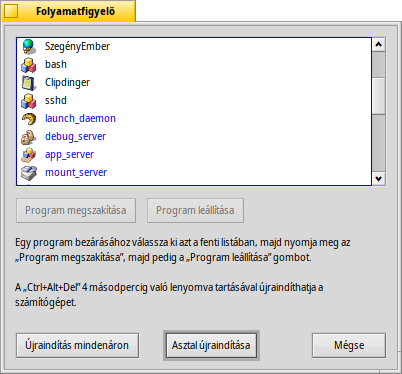 Folyamatfigyelő
SzegényEmber
bash
Clipdinger
sshd
launch_daemon
debug_server
app_server
mount_server
Program megszakítása
Program leállítása
Egy program bezárásához válassza ki azt a fenti listában, majd nyomja meg az
„Program megszakítása”, majd pedig a „Program leállítása” gombot.
A „Ctrl+Alt+Del” 4 másodpercig való lenyomva tartásával újraindíthatja a
számítógépet.
Újraindítás mindenáron
Asztal újraindítása
Mégse